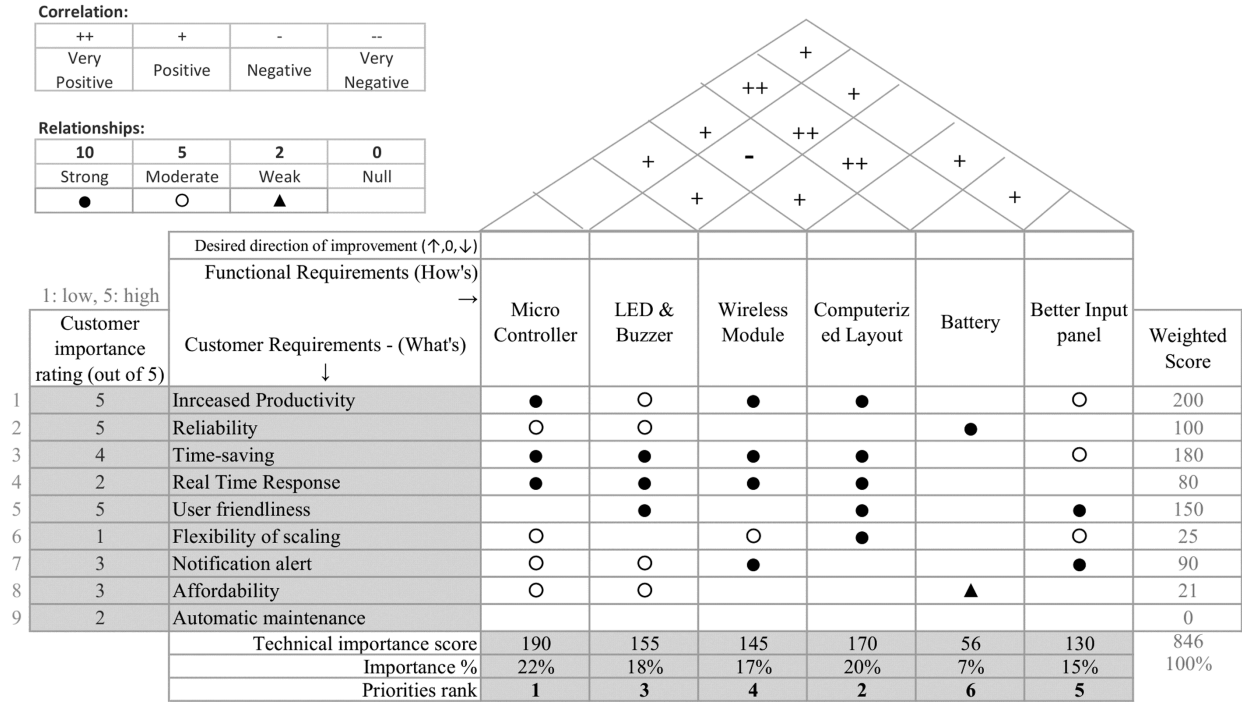 Correlation:
++ + - --
Very Positive Positive Negative Very Negative
Relationships:
10 5 2 0
Strong Moderate Weak Null
● ○ ▲
+
++ +
+ ++
+ - ++ +
+ + +
Desired direction of improvement (↑,0,↓)
1: low, 5: high
Functional Requirements (How's)
→
Customer importance rating (out of 5)
Customer Requirements - (What's)
↓
Micro Controller
LED & Buzzer
Wireless Module
Computeriz ed Layout
Battery
Better Input panel
Weighted Score
1 5 Inrceased Productivity ● ○ ● ● ○ 200
2 5 Reliability ○ ○ ● 100
3 4 Time-saving ● ● ● ● ○ 180
4 2 Real Time Response ● ● ● ● 80
5 5 User friendliness ● ● ● 150
6 1 Flexibility of scaling ○ ○ ● ○ 25
7 3 Notification alert ○ ○ ● ● 90
8 3 Affordability ○ ○ ▲ 21
9 2 Automatic maintenance 0
Technical importance score 190 155 145 170 56 130 846
Importance % 22% 18% 17% 20% 7% 15% 100%
Priorities rank 1 3 4 2 6 5